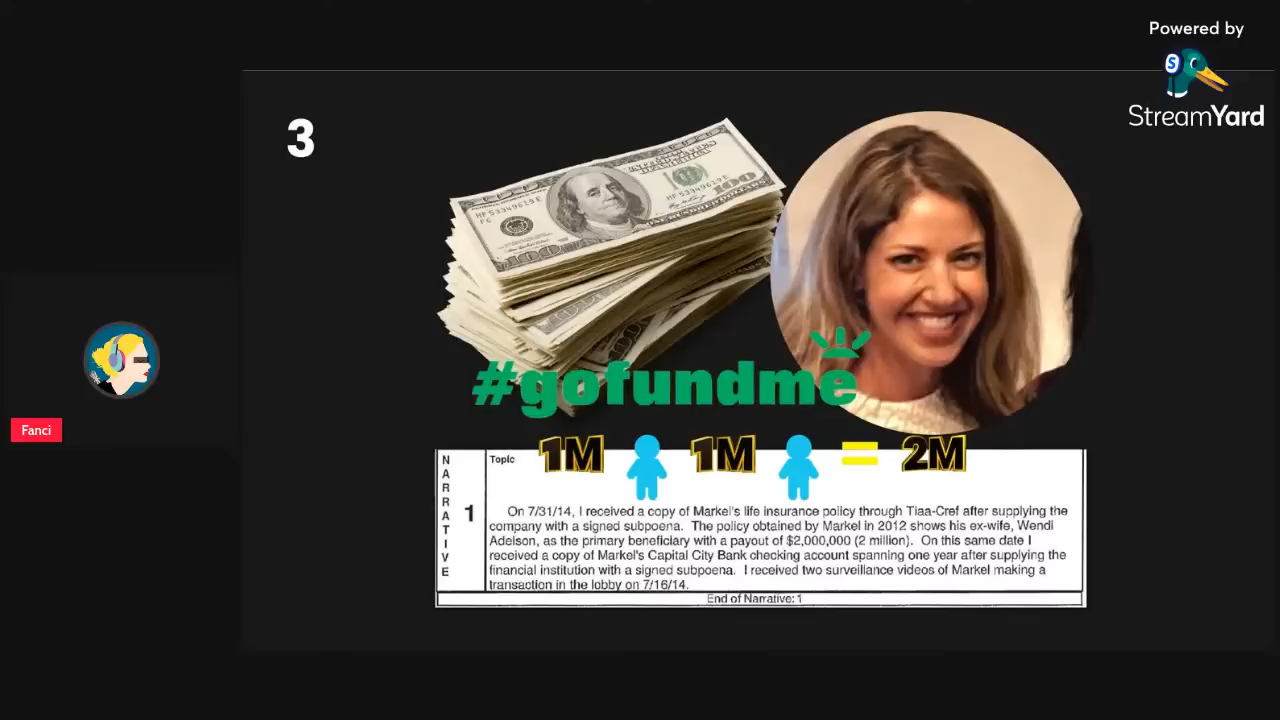 Powered by
StreamYard
3
#gofundme
1M 1M = 2M
Fanci
NARRATIVE
Topic
1
On 7/31/14, I received a copy of Markel's life insurance policy through Tiaa-Cref after supplying the
company with a signed subpoena. The policy obtained by Markel in 2012 shows his ex-wife, Wendi
Adelson, as the primary beneficiary with a payout of $2,000,000 (2 million). On this same date I
received a copy of Markel's Capital City Bank checking account spanning one year after supplying the
financial institution with a signed subpoena. I received two surveillance videos of Markel making a
transaction in the lobby on 7/16/14.
End of Narrative: 1